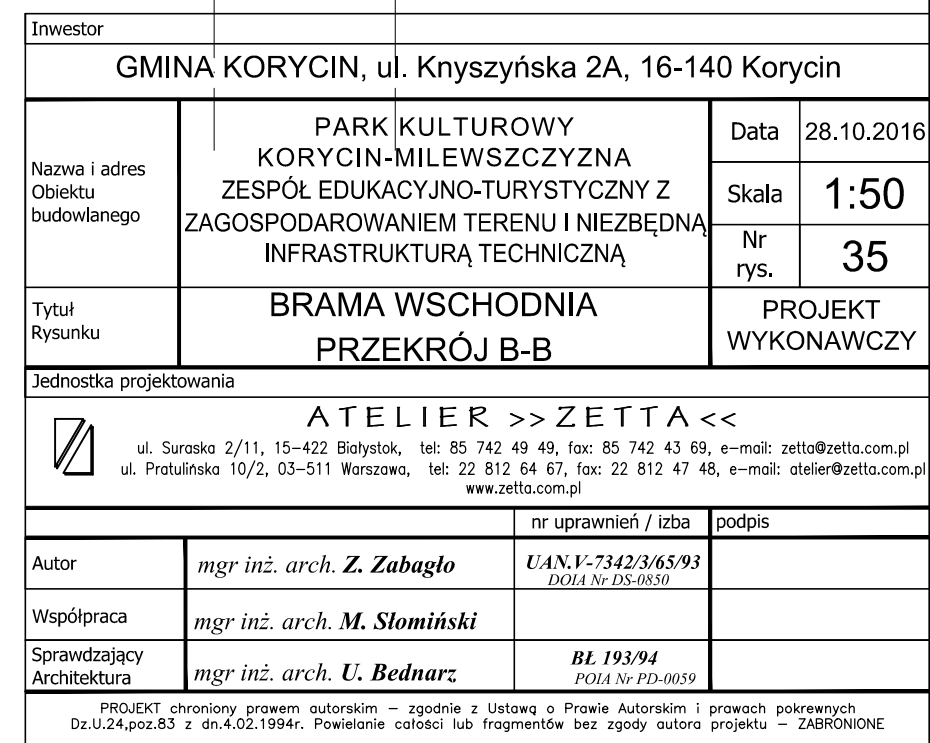 Inwestor
GMINA KORYCIN, ul. Knyszyńska 2A, 16-140 Korycin
Nazwa i adres
Obiektu
budowlanego
PARK KULTUROWY
KORYCIN-MILEWSZCZYZNA
ZESPÓŁ EDUKACYJNO-TURYSTYCZNY Z
ZAGOSPODAROWANIEM TERENU I NIEZBĘDNĄ
INFRASTRUKTURĄ TECHNICZNĄ
Data 28.10.2016
Skala 1:50
Nr
rys.
35
Tytuł
Rysunku
BRAMA WSCHODNIA
PRZEKRÓJ B-B
PROJEKT
WYKONAWCZY
Jednostka projektowania
ATELIER >>ZETTA<<
ul. Suraska 2/11, 15-422 Białystok, tel: 85 742 49 49, fax: 85 742 43 69, e-mail: zetta@zetta.com.pl
ul. Pratulińska 10/2, 03-511 Warszawa, tel: 22 812 64 67, fax: 22 812 47 48, e-mail: atelier@zetta.com.pl
www.zetta.com.pl
nr uprawnień / izba podpis
Autor mgr inż. arch. Z. Zabagło UAN.V-7342/3/65/93
DOIA Nr DS-0850
Współpraca mgr inż. arch. M. Słomiński
Sprawdzający
Architektura
mgr inż. arch. U. Bednarz
BŁ 193/94
POIA Nr PD-0059
PROJEKT chroniony prawem autorskim - zgodnie z Ustawą o Prawie Autorskim i prawach pokrewnych
Dz.U.24,poz.83 z dn.4.02.1994r. Powielanie całości lub fragmentów bez zgody autora projektu - ZABRONIONE